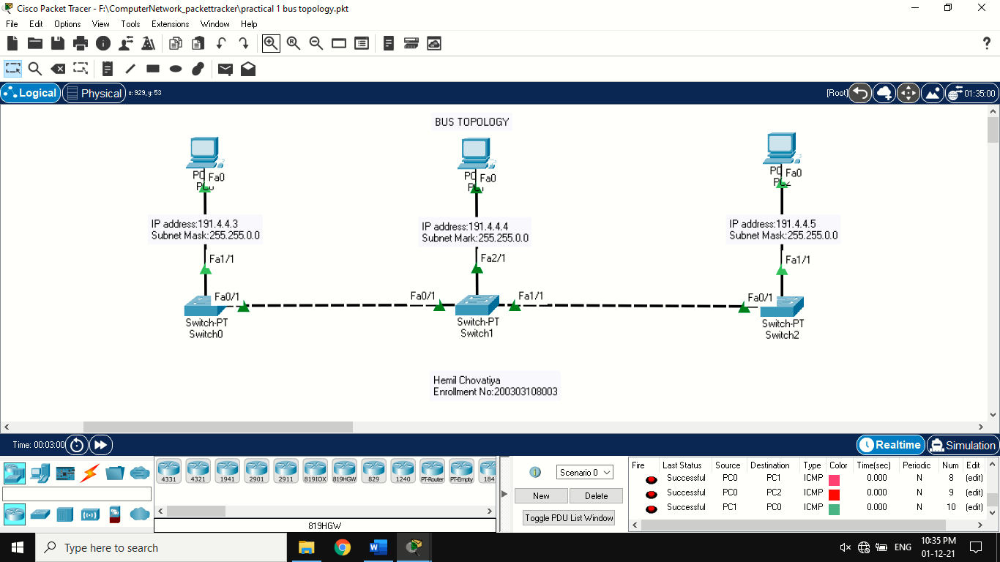 Cisco Packet Tracer - F:\ComputerNetwork_packettracker\practical 1 bus topology.pkt
File Edit Options View Tools Extensions Window Help
?
Logical Physical x: 929, y: 53 [Root] 01:35:00
BUS TOPOLOGY
Fa0 Fa0 Fa0
PC2
IP address:191.4.4.3
Subnet Mask:255.255.0.0
IP address:191.4.4.4
Subnet Mark:255.255.0.0
IP address:191.4.4.5
Subnet Mask:255.255.0.0
Fa1/1 Fa2/1 Fa1/1
Fa0/1 Fa0/1 Fa1/1 Fa0/1
Switch-PT
Switch0
Switch-PT
Switch1
Switch-PT
Switch2
Hemil Chovatiya
Enrollment No:200303108003
Time: 00:03:00 Realtime Simulation
4331 4321 1941 2901 2911 819IOX 819HGW 829 1240 PT-Router PT-Empty 184
819HGW
Scenario 0
New Delete
Toggle PDU List Window
Fire Last Status Source Destination Type Color Time(sec) Periodic Num Edit
Successful PC0 PC1 ICMP 0.000 N 8 (edit)
Successful PC0 PC2 ICMP 0.000 N 9 (edit)
Successful PC1 PC0 ICMP 0.000 N 10 (edit)
Type here to search
ENG
10:35 PM
01-12-21